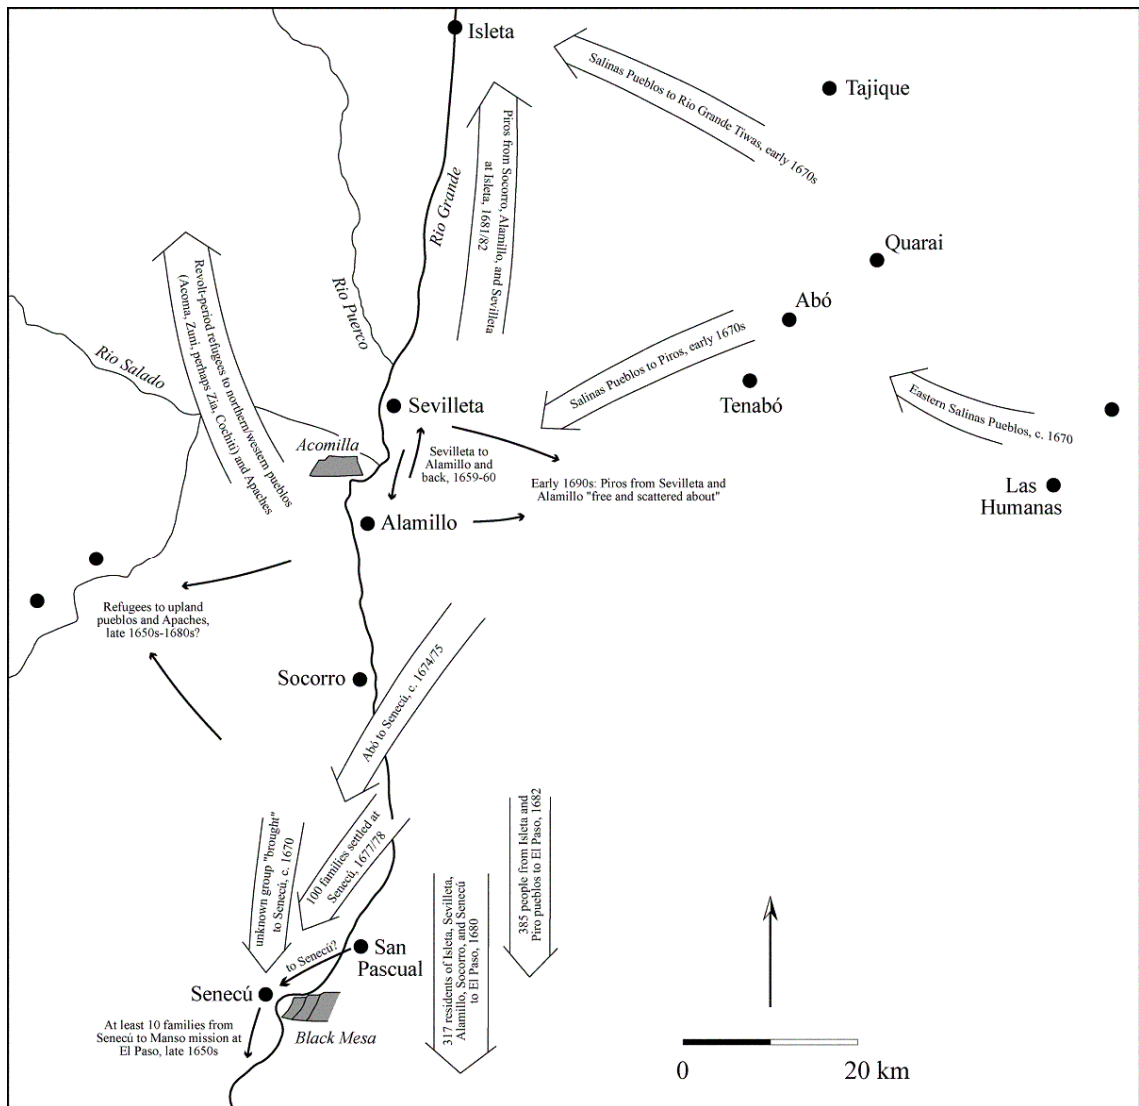 Isleta
Salinas Pueblos to Rio Grande Tiwas, early 1670s
Tajique
Piros from Socorro, Alamillo, and Sevilleta
at Isleta, 1681/82
Rio Grande
Quarai
Revolt-period refugees to northern/western pueblos
(Acoma, Zuni, perhaps Zia, Cochiti) and Apaches
Rio Puerco
Abó
Rio Salado
Salinas Pueblos to Piros, early 1670s
Tenabó
Eastern Salinas Pueblos, c. 1670
Sevilleta
Acomilla
Sevilleta to
Alamillo and
back, 1659-60
Early 1690s: Piros from Sevilleta and
Alamillo "free and scattered about"
Las
Humanas
Alamillo
Refugees to upland
pueblos and Apaches,
late 1650s-1680s?
Socorro
Abó to Senecú, c. 1674/75
unknown group "brought"
to Senecú, c. 1670
100 families settled at
Senecú, 1677/78
385 people from Isleta and
Piro pueblos to El Paso, 1682
317 residents of Isleta, Sevilleta,
Alamillo, Socorro, and Senecú
to El Paso, 1680
to Senecú?
San
Pascual
Senecú
Black Mesa
At least 10 families from
Senecú to Manso mission at
El Paso, late 1650s
0 20 km